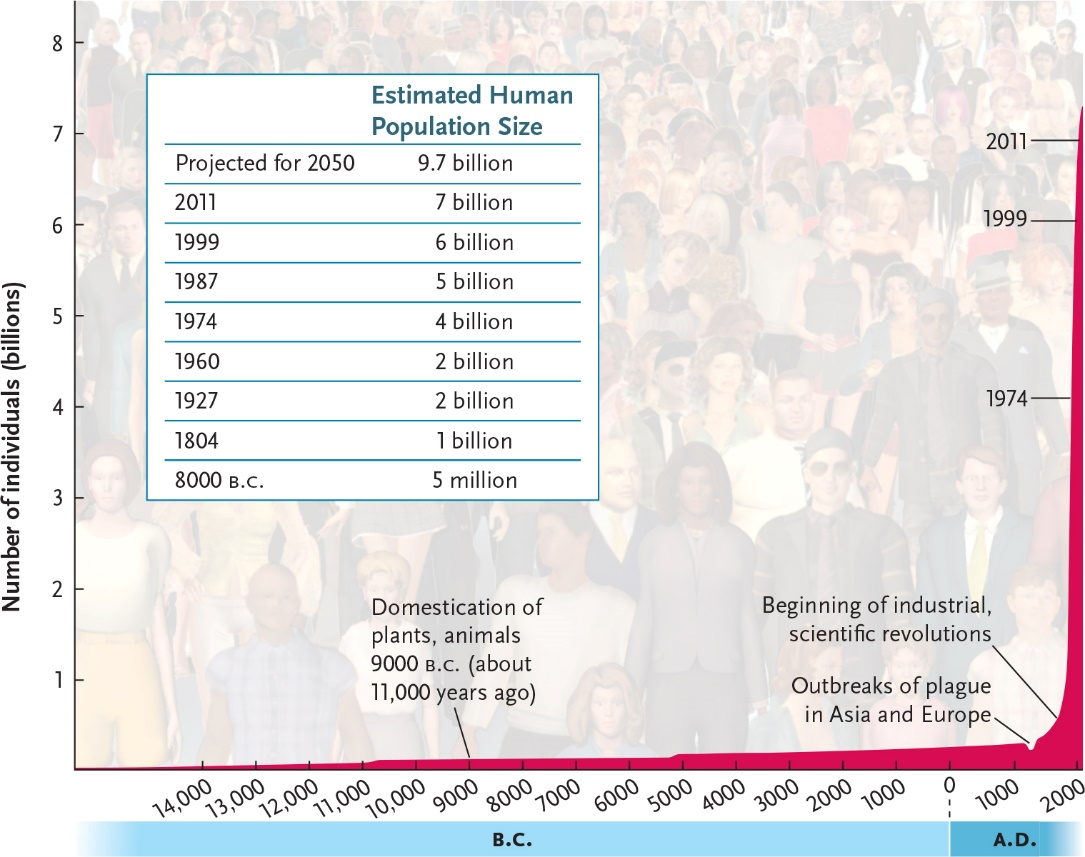 Number of individuals (billions)
8
7
6
5
4
3
2
1
Estimated Human
Population Size
Projected for 2050 9.7 billion
2011 7 billion
1999 6 billion
1987 5 billion
1974 4 billion
1960 2 billion
1927 2 billion
1804 1 billion
8000 B.C. 5 million
2011
1999
1974
Domestication of
plants, animals
9000 B.C. (about
11,000 years ago)
Beginning of industrial,
scientific revolutions
Outbreaks of plague
in Asia and Europe
14,000 13,000 12,000 11,000 10,000 9000 8000 7000 6000 5000 4000 3000 2000 1000 0 1000 2000
B.C. A.D.